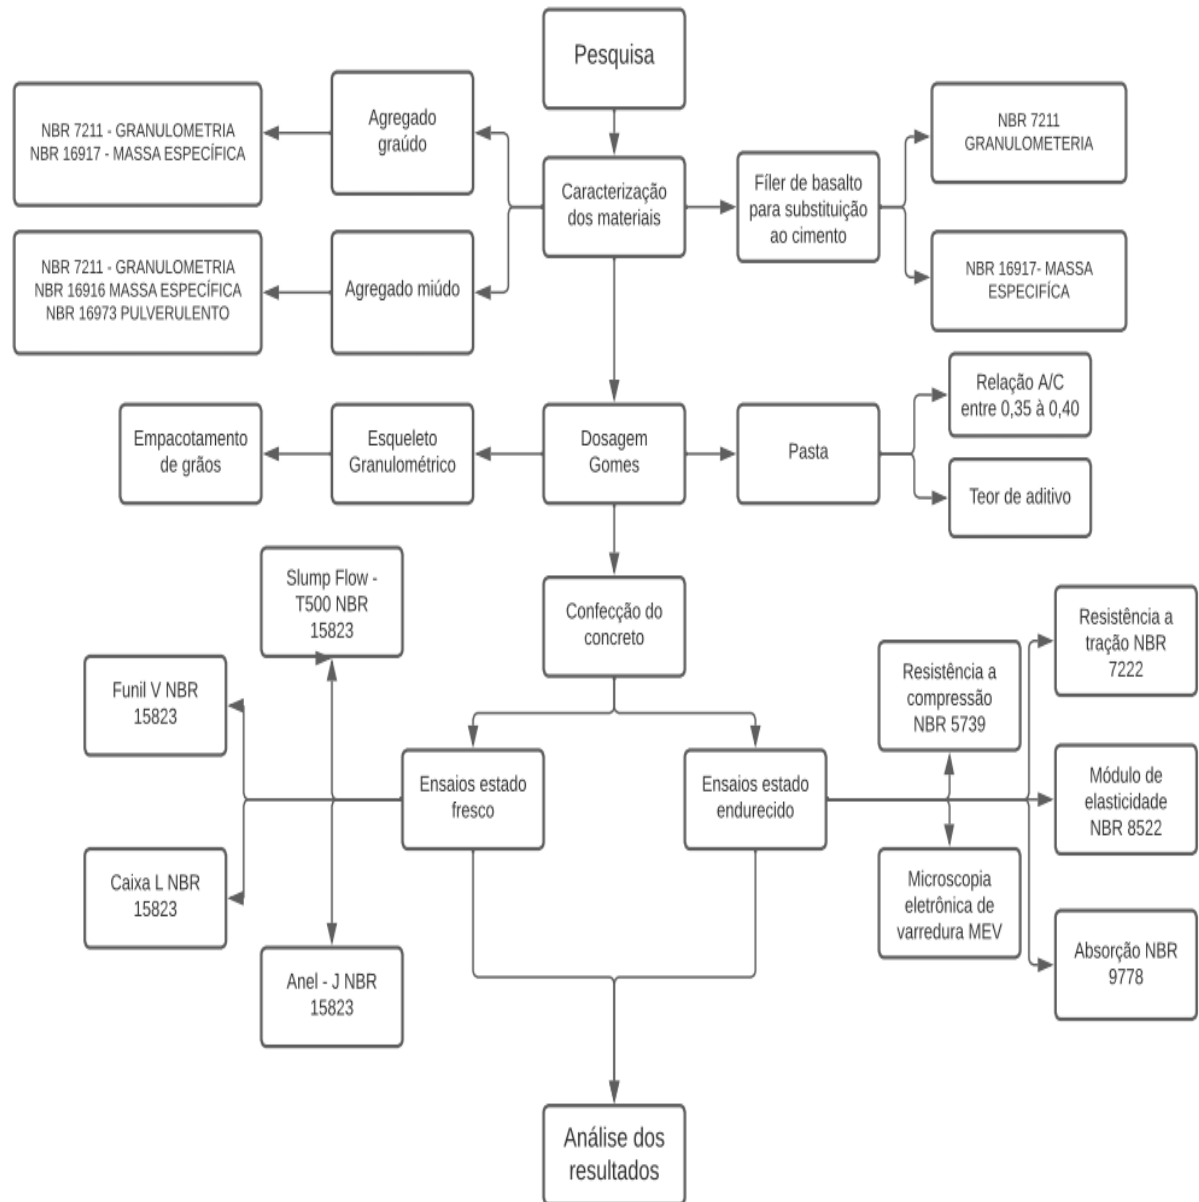 Pesquisa
Agregado
graúdo
NBR 7211 - GRANULOMETRIA
NBR 16917 - MASSA ESPECÍFICA
NBR 7211
GRANULOMETERIA
Caracterização
dos materiais
Fíler de basalto
para substituição
ao cimento
Agregado miúdo
NBR 7211 - GRANULOMETRIA
NBR 16916 MASSA ESPECÍFICA
NBR 16973 PULVERULENTO
NBR 16917- MASSA
ESPECIFÍCA
Relação A/C
entre 0,35 à 0,40
Empacotamento
de grãos
Esqueleto
Granulométrico
Dosagem
Gomes
Pasta
Teor de aditivo
Slump Flow -
T500 NBR
15823
Confecção do
concreto
Resistência a
tração NBR
7222
Funil V NBR
15823
Resistência a
compressão
NBR 5739
Ensaios estado
fresco
Ensaios estado
endurecido
Módulo de
elasticidade
NBR 8522
Caixa L NBR
15823
Microscopia
eletrônica de
varredura MEV
Anel - J NBR
15823
Absorção NBR
9778
Análise dos
resultados